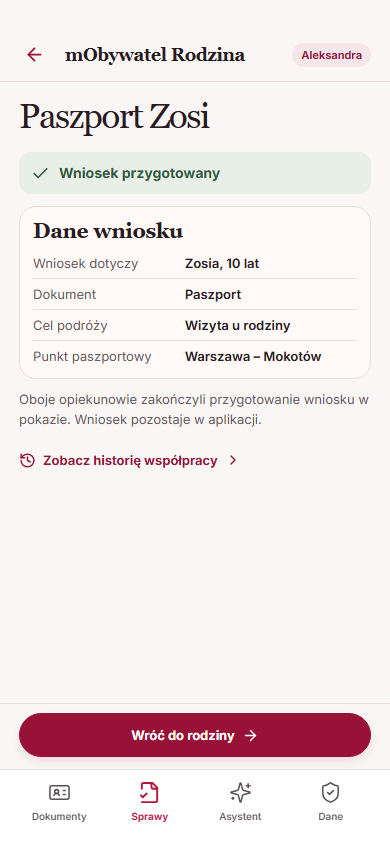 mObywatel Rodzina
Aleksandra
Paszport Zosi
Wniosek przygotowany
Dane wniosku
Wniosek dotyczy Zosia, 10 lat
Dokument Paszport
Cel podróży Wizyta u rodziny
Punkt paszportowy Warszawa – Mokotów
Oboje opiekunowie zakończyli przygotowanie wniosku w
pokazie. Wniosek pozostaje w aplikacji.
Zobacz historię współpracy
Wróć do rodziny
Dokumenty Sprawy Asystent Dane